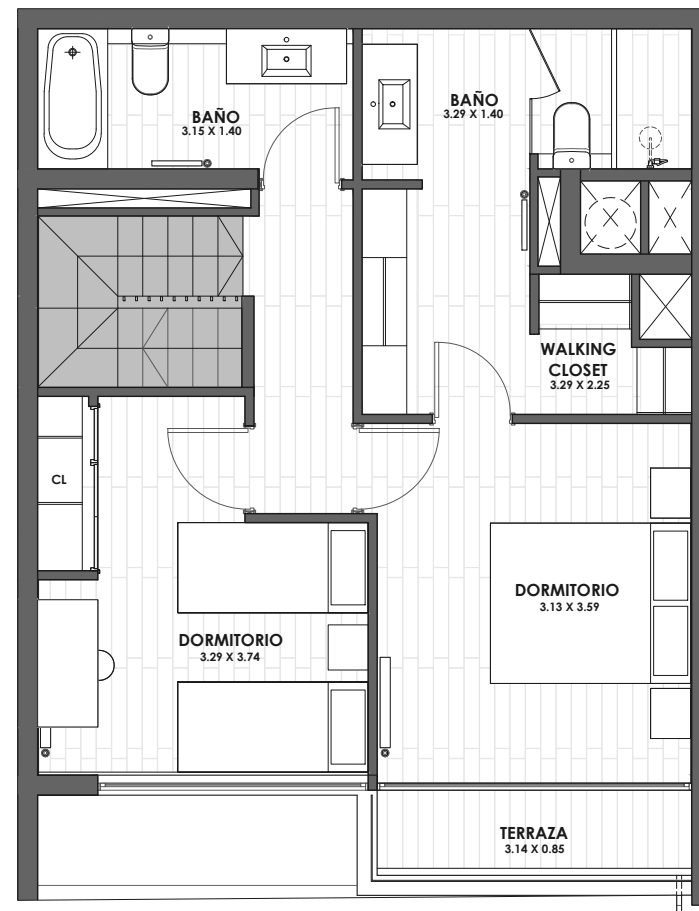 BAÑO
3.15 X 1.40
BAÑO
3.29 X 1.40
WALKING
CLOSET
3.29 X 2.25
CL
DORMITORIO
3.13 X 3.59
DORMITORIO
3.29 X 3.74
TERRAZA
3.14 X 0.85